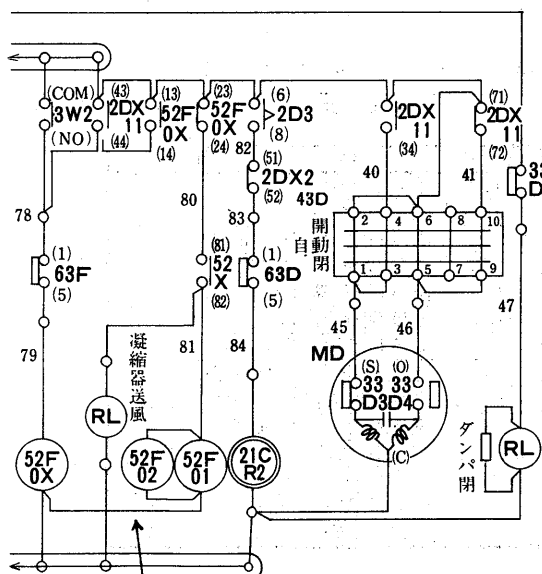 (COM)
3W2
(NO)
(43)
2DX
11
(44)
(13)
52F
0X
(14)
(23)
52F
0X
(24)
(6)
2D3
(8)
82
(51)
2DX2
(52)
2DX
11
(34)
(71)
2DX
11
(72)
33
D
78
80
83
40
41
43D
開
自動
閉
2 4 6 8 10
1 3 5 7 9
(1)
63F
(5)
(81)
52
X
(82)
(1)
63D
(5)
79
81
84
45
46
47
凝縮器送風
RL
MD
(S) (O)
33 33
D3 D4
(C)
ダンパ閉
RL
52F
0X
52F
02
52F
01
21C
R2